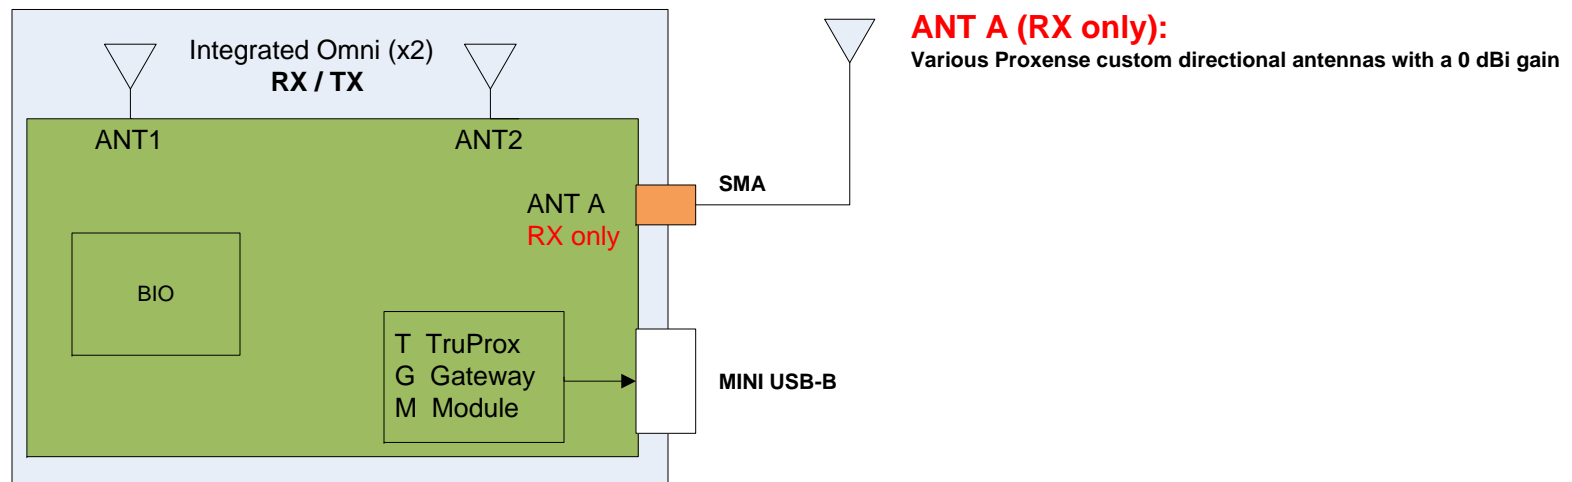 ANT A (RX only):
Various Proxense custom directional antennas with a 0 dBi gain
Integrated Omni (x2)
RX / TX
ANT1
ANT2
SMA
ANT A
RX only
BIO
T TruProx
G Gateway
M Module
MINI USB-B